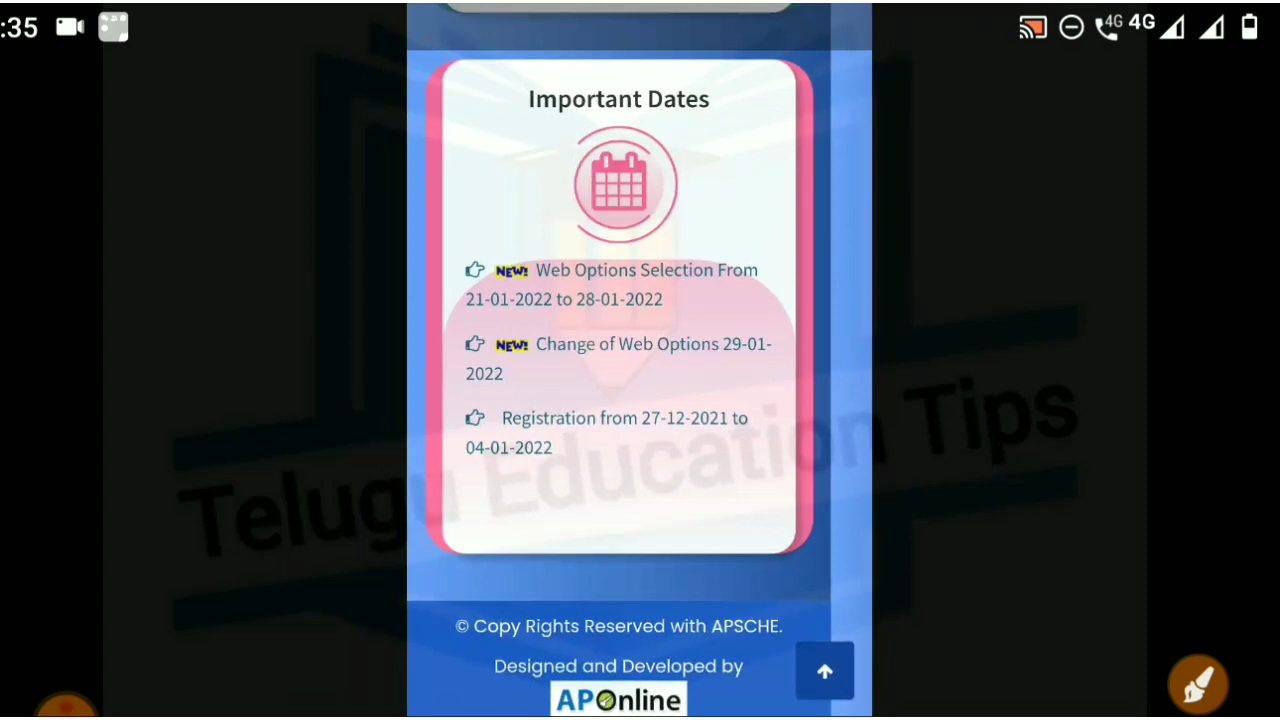 :35
4G
4G
Important Dates
NEW! Web Options Selection From
21-01-2022 to 28-01-2022
NEW! Change of Web Options 29-01-
2022
Registration from 27-12-2021 to
04-01-2022
Telugu Education Tips
© Copy Rights Reserved with APSCHE.
Designed and Developed by
APOnline